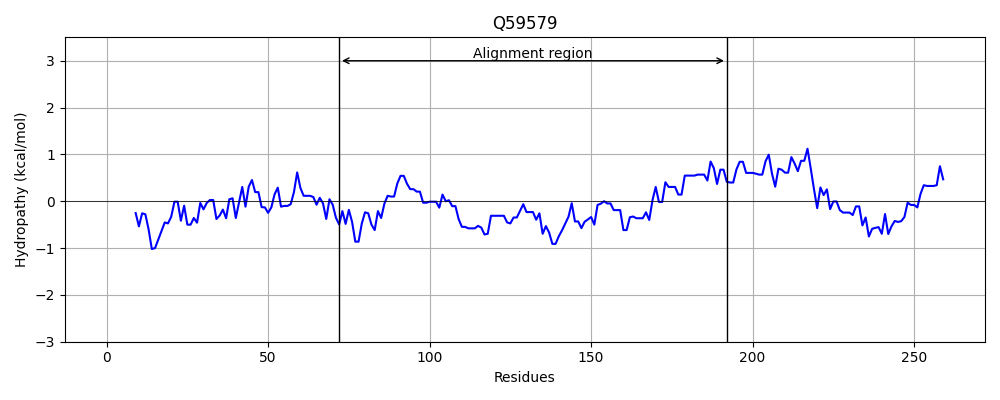 Q59579
Alignment region
Hydropathy (kcal/mol)
3
2
1
0
−1
−2
−3
0 50 100 150 200 250
Residues